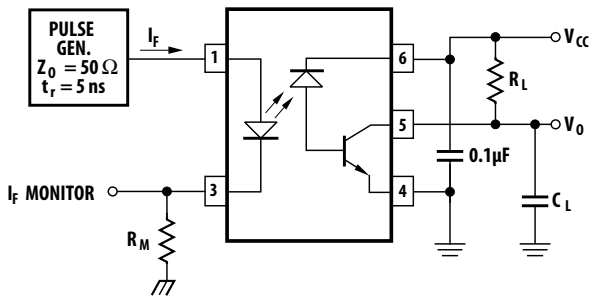 PULSE
GEN.
Z0 = 50 Ω
tr = 5 ns
IF
1
6
VCC
RL
5
VO
0.1µF
IF MONITOR
3
4
CL
RM